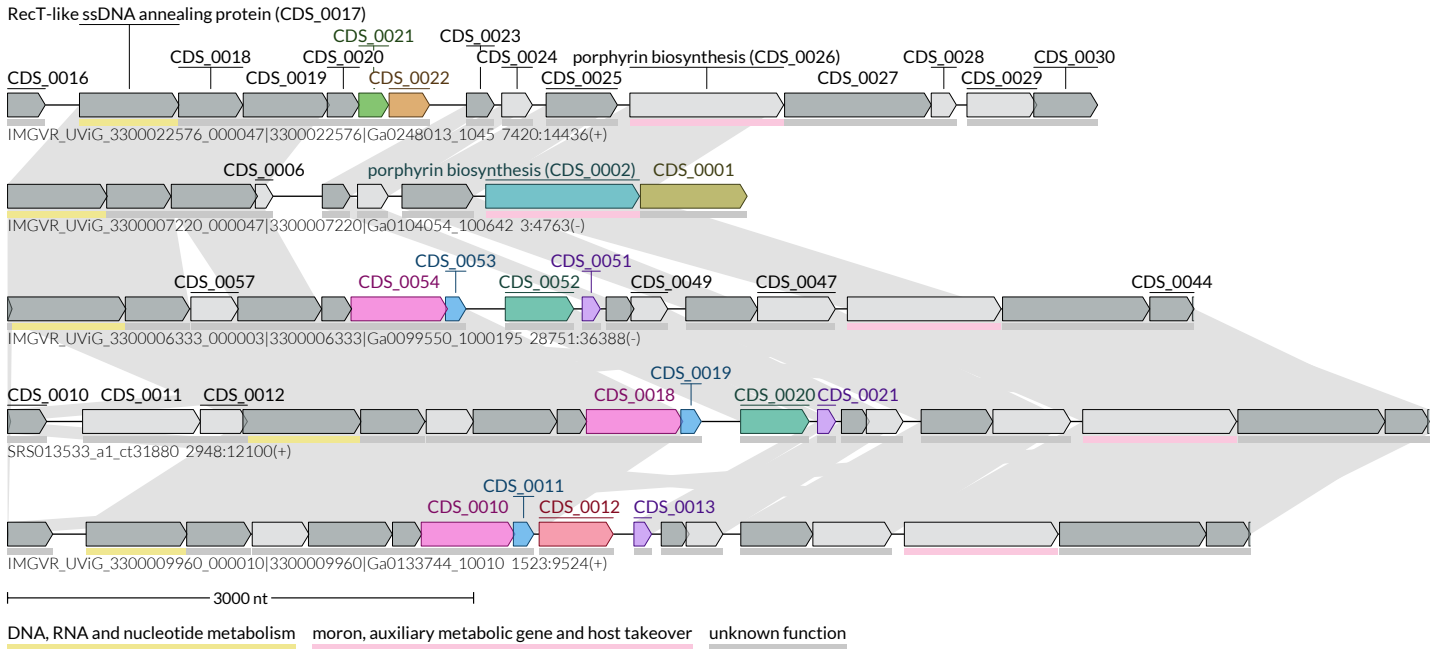 RecT-like ssDNA annealing protein (CDS_0017)
CDS_0021 CDS_0023
CDS_0018 CDS_0020 CDS_0024 porphyrin biosynthesis (CDS_0026) CDS_0028 CDS_0030
CDS_0016 CDS_0019 CDS_0022 CDS_0025 CDS_0027 CDS_0029
IMGVR_UViG_3300022576_000047|3300022576|Ga0248013_1045 7420:14436(+)
CDS_0006 porphyrin biosynthesis (CDS_0002) CDS_0001
IMGVR_UViG_3300007220_000047|3300007220|Ga0104054_100642 3:4763(-)
CDS_0053 CDS_0051
CDS_0057 CDS_0054 CDS_0052 CDS_0049 CDS_0047 CDS_0044
IMGVR_UViG_3300006333_000003|3300006333|Ga0099550_1000195 28751:36388(-)
CDS_0019
CDS_0010 CDS_0011 CDS_0012 CDS_0018 CDS_0020 CDS_0021
SRS013533_a1_ct31880 2948:12100(+)
CDS_0011
CDS_0010 CDS_0012 CDS_0013
IMGVR_UViG_3300009960_000010|3300009960|Ga0133744_10010 1523:9524(+)
3000 nt
DNA, RNA and nucleotide metabolism moron, auxiliary metabolic gene and host takeover unknown function